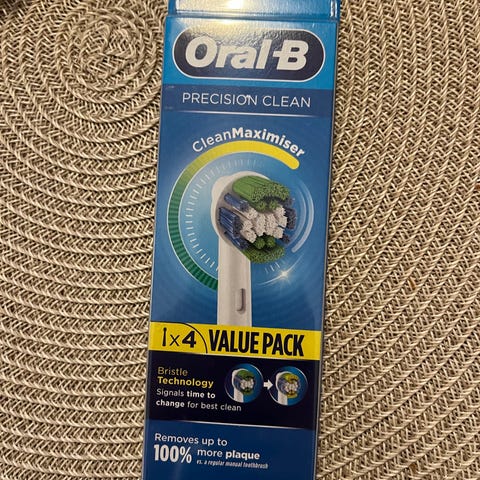 Oral-B
PRECISION CLEAN
CleanMaximiser
1x4 VALUE PACK
Bristle
Technology
Signals time to
change for best clean
Removes up to
100% more plaque
vs. a regular manual toothbrush